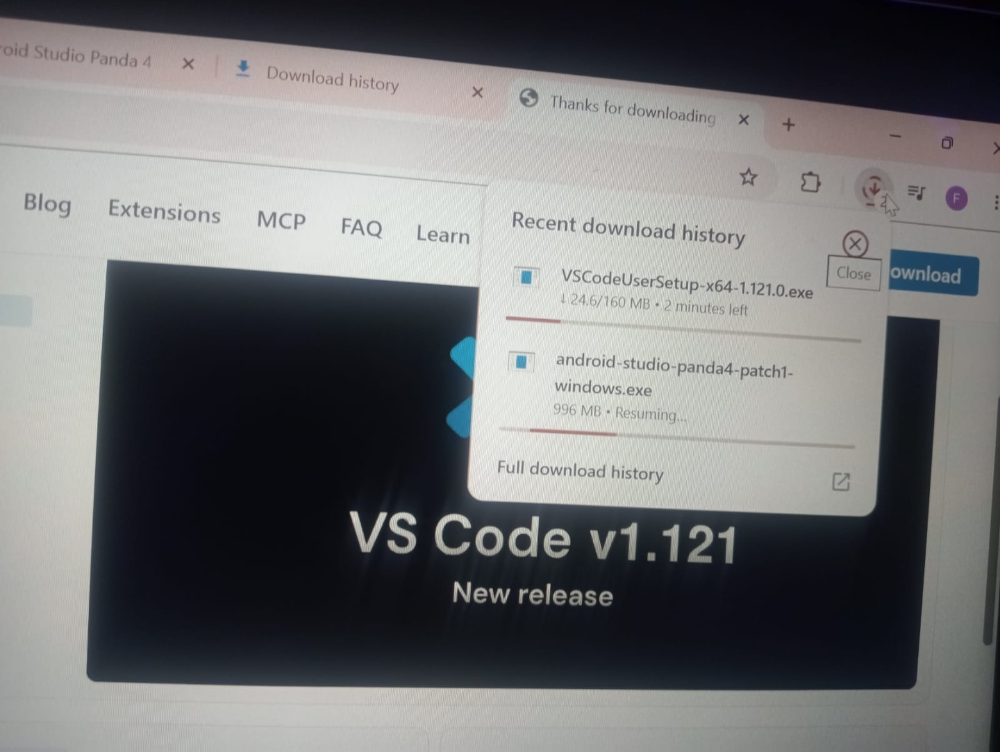 oid Studio Panda 4
Download history
Thanks for downloading
F
Blog
Extensions
MCP
FAQ
Learn
Recent download history
Close
ownload
VSCodeUserSetup-x64-1.121.0.exe
↓ 24.6/160 MB • 2 minutes left
android-studio-panda4-patch1-
windows.exe
996 MB • Resuming...
Full download history
VS Code v1.121
New release